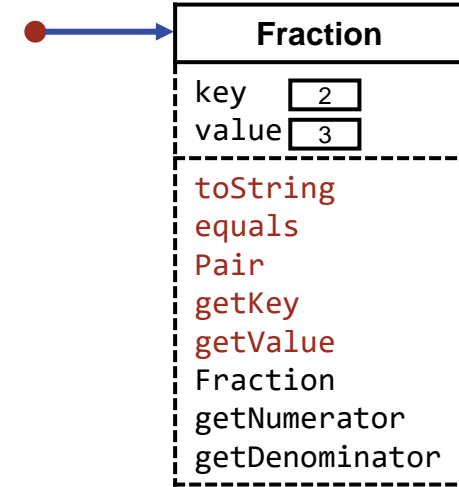 Fraction
key 2
value 3
toString
equals
Pair
getKey
getValue
Fraction
getNumerator
getDenominator